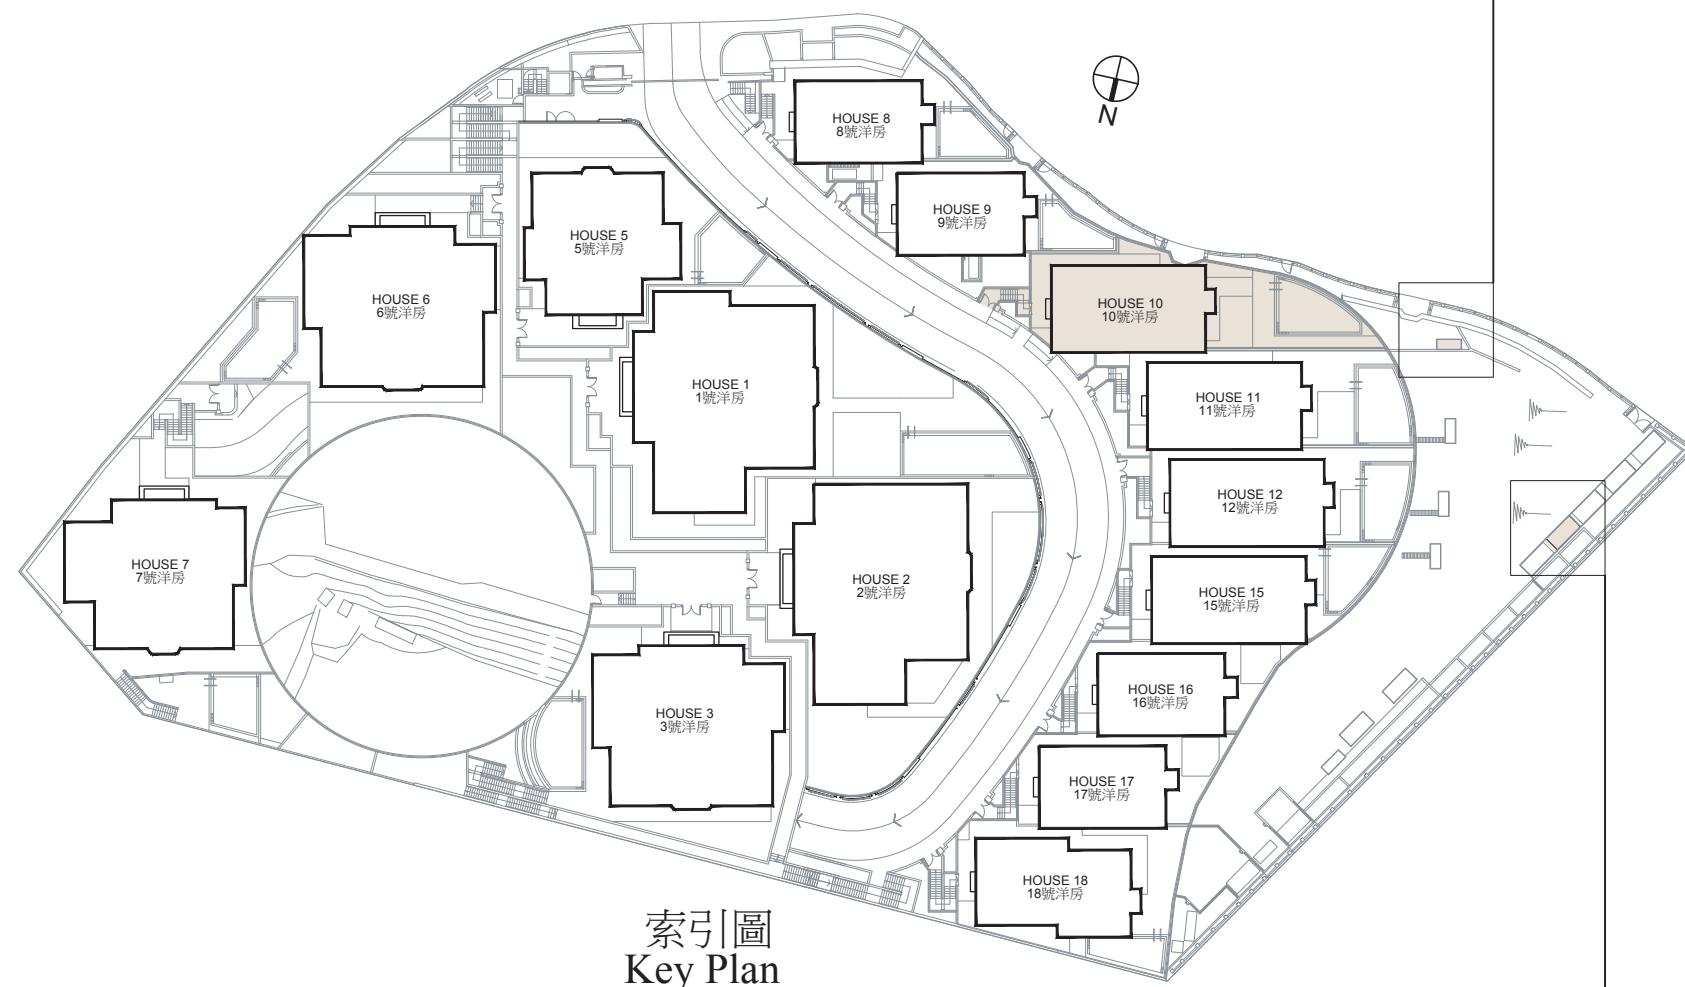 HOUSE 8
8號洋房
N
HOUSE 9
9號洋房
HOUSE 5
5號洋房
HOUSE 6
6號洋房
HOUSE 10
10號洋房
HOUSE 1
1號洋房
HOUSE 11
11號洋房
HOUSE 12
12號洋房
HOUSE 7
7號洋房
HOUSE 2
2號洋房
HOUSE 15
15號洋房
HOUSE 16
16號洋房
HOUSE 3
3號洋房
HOUSE 17
17號洋房
HOUSE 18
18號洋房
索引圖
Key Plan